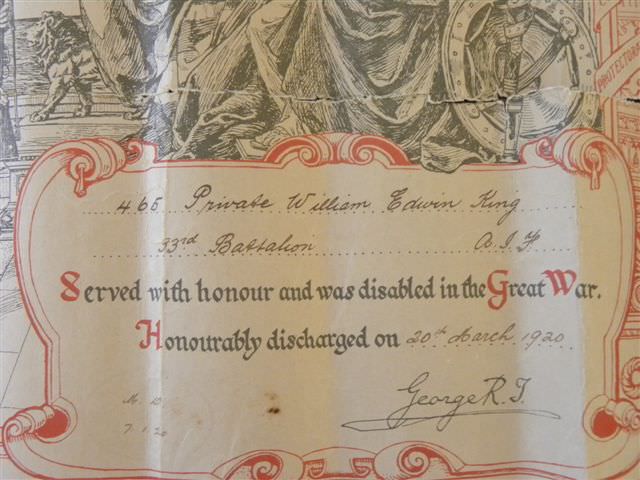 PROTECTOR
465 Private William Edwin King
33rd Battalion A.I.F
Served with honour and was disabled in the Great War.
Honourably discharged on 20th March 1920
George R.I.